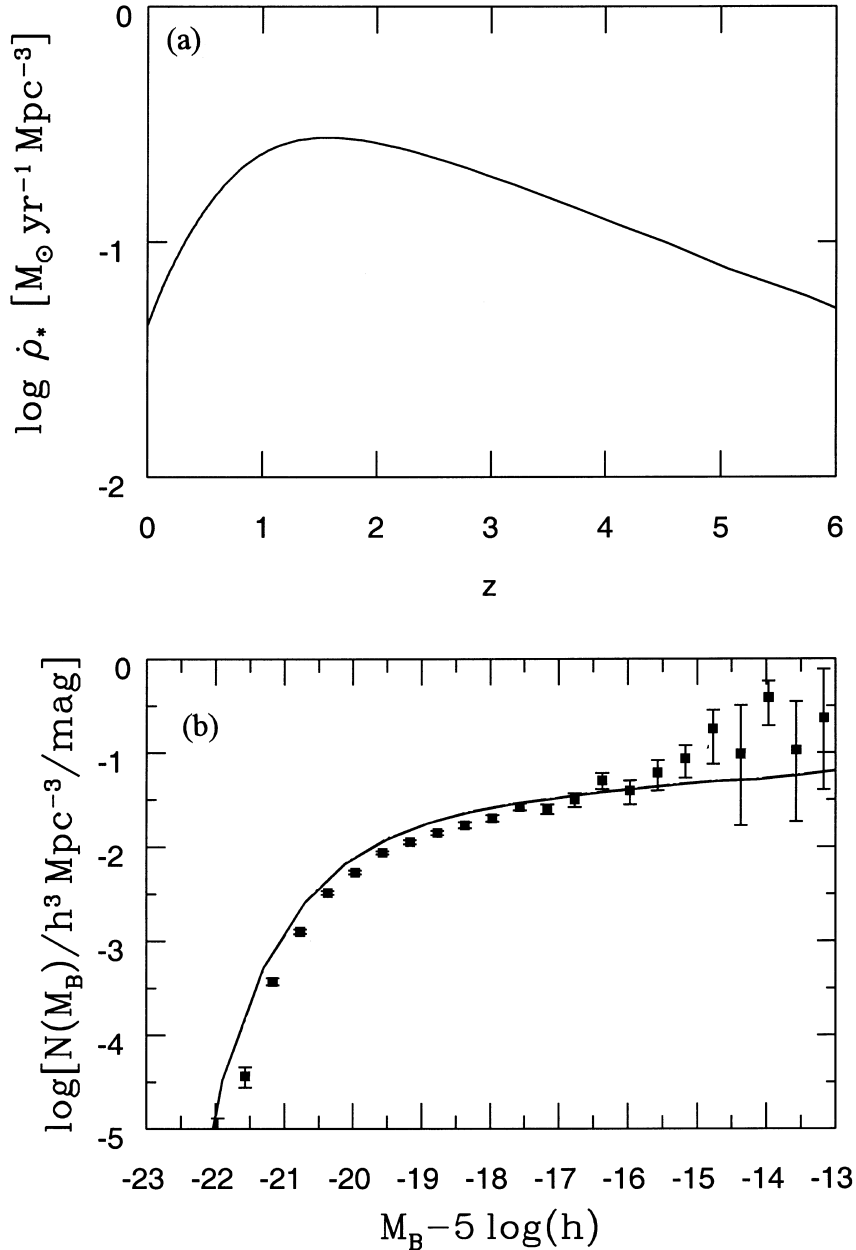 (a)
log ρ̇* [M⊙ yr⁻¹ Mpc⁻³]
0
-1
-2
0 1 2 3 4 5 6
z
(b)
log[N(M_B)/h³ Mpc⁻³/mag]
0
-1
-2
-3
-4
-5
-23 -22 -21 -20 -19 -18 -17 -16 -15 -14 -13
M_B−5 log(h)